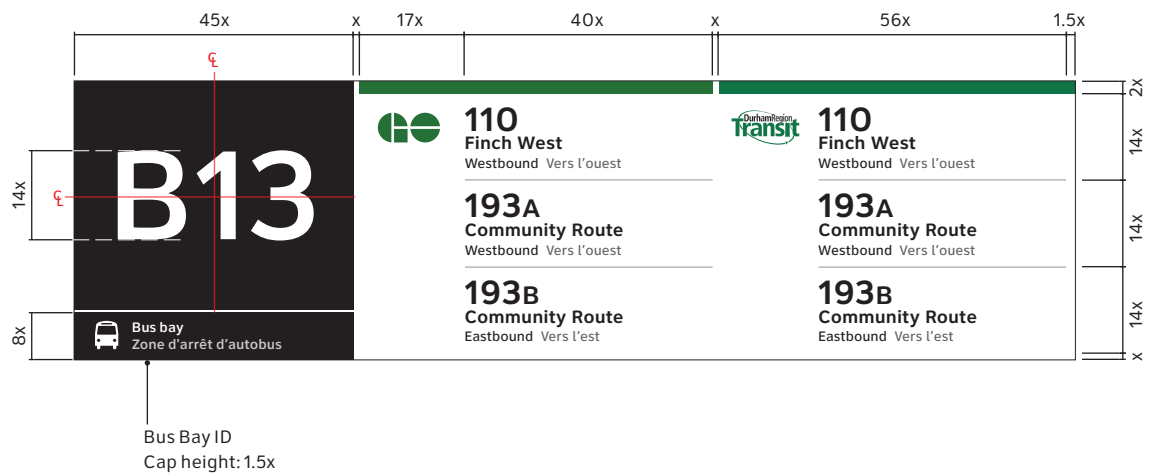 45x x 17x 40x x 56x 1.5x
℄
2x
14x
14x
14x
x
14x
℄
8x
B13
Bus bay
Zone d'arrêt d'autobus
GO
110
Finch West
Westbound Vers l'ouest
193A
Community Route
Westbound Vers l'ouest
193B
Community Route
Eastbound Vers l'est
DurhamRegion
Transit
110
Finch West
Westbound Vers l'ouest
193A
Community Route
Westbound Vers l'ouest
193B
Community Route
Eastbound Vers l'est
Bus Bay ID
Cap height: 1.5x